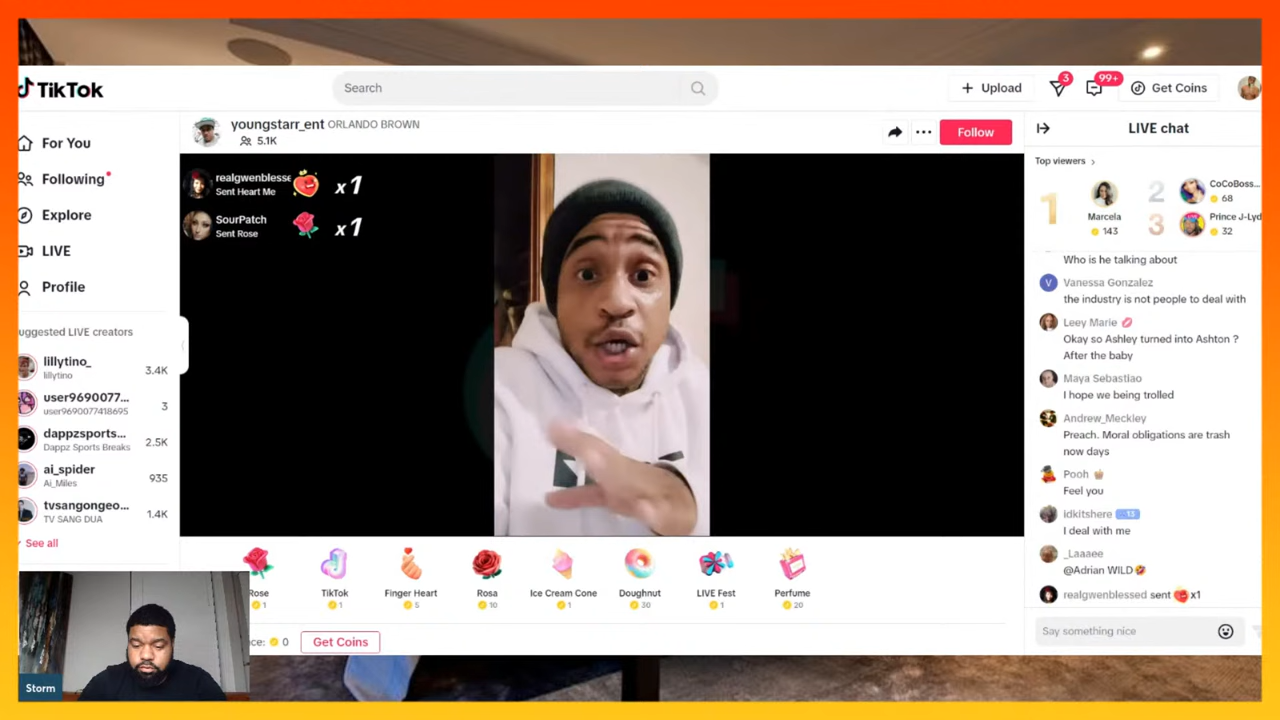 TikTok
Search
Upload
3
99+
Get Coins
For You
Following
Explore
LIVE
Profile
uggested LIVE creators
lillytino_
lillytino
3.4K
user9690077...
user96900774
3
dappzsports...
Dappz Sports Breaks
2.5K
ai_spider
Ai_Miles
935
tvsangongeo...
TV SANG DUA
1.4K
See all
youngstarr_ent ORLANDO BROWN
5.1K
Follow
realgwenblesse
Sent Heart Me
x1
SourPatch
Sent Rose
x1
Rose
1
TikTok
1
Finger Heart
5
Rosa
10
Ice Cream Cone
1
Doughnut
30
LIVE Fest
1
Perfume
20
ce: 0
Get Coins
LIVE chat
Top viewers
1
Marcela
143
2
CoCoBoss...
68
3
Prince J-Lyd
32
Who is he talking about
V
Vanessa Gonzalez
the industry is not people to deal with
Leey Marie
Okay so Ashley turned into Ashton ?
After the baby
Maya Sebastiao
I hope we being trolled
Andrew_Meckley
Preach. Moral obligations are trash
now days
Pooh
Feel you
idkitshere 13
I deal with me
_Laaaee
@Adrian WILD
realgwenblessed sent x1
Say something nice
Storm